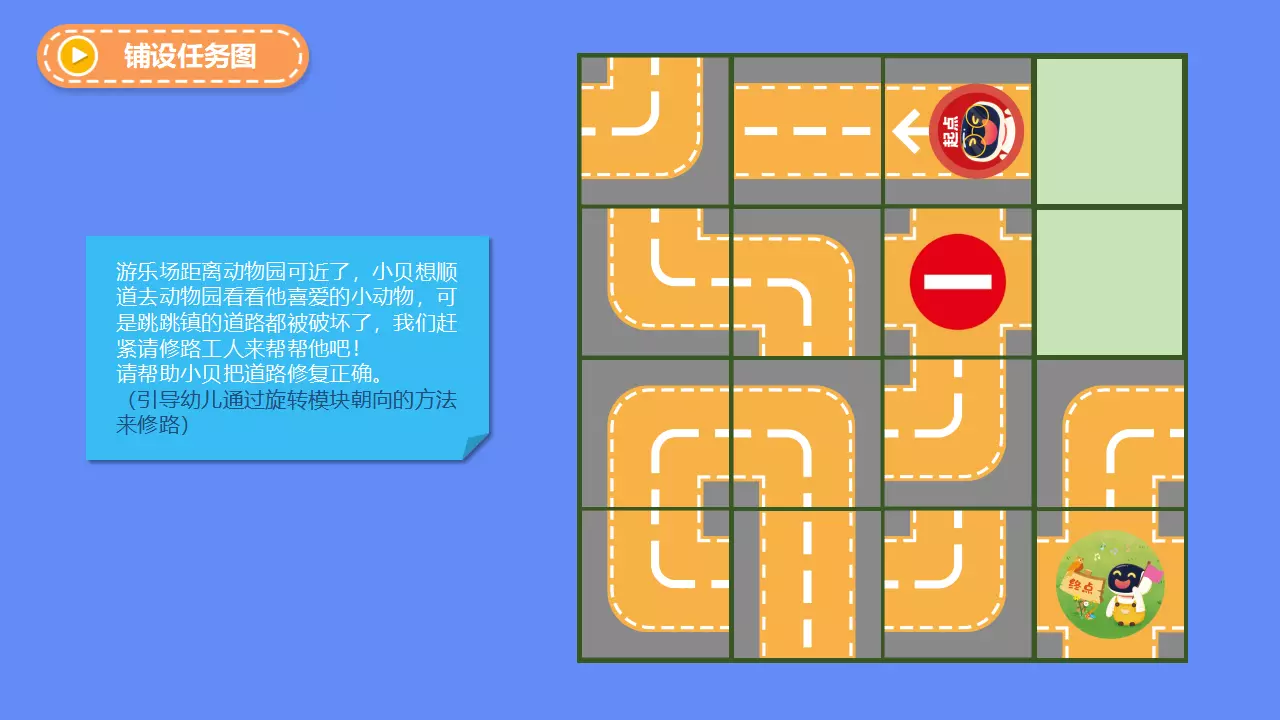 铺设任务图
起点
游乐场距离动物园可近了，小贝想顺
道去动物园看看他喜爱的小动物，可
是跳跳镇的道路都被破坏了，我们赶
紧请修路工人来帮帮他吧！
请帮助小贝把道路修复正确。
（引导幼儿通过旋转模块朝向的方法
来修路）
终点